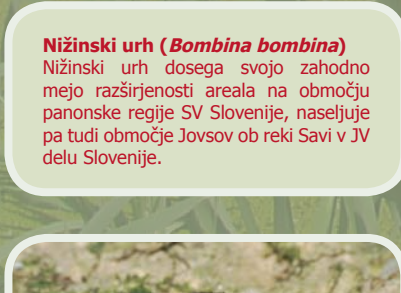 Nižinski urh (Bombina bombina)
Nižinski urh dosega svojo zahodno
mejo razširjenosti areala na območju
panonske regije SV Slovenije, naseljuje
pa tudi območje Jovsov ob reki Savi v JV
delu Slovenije.